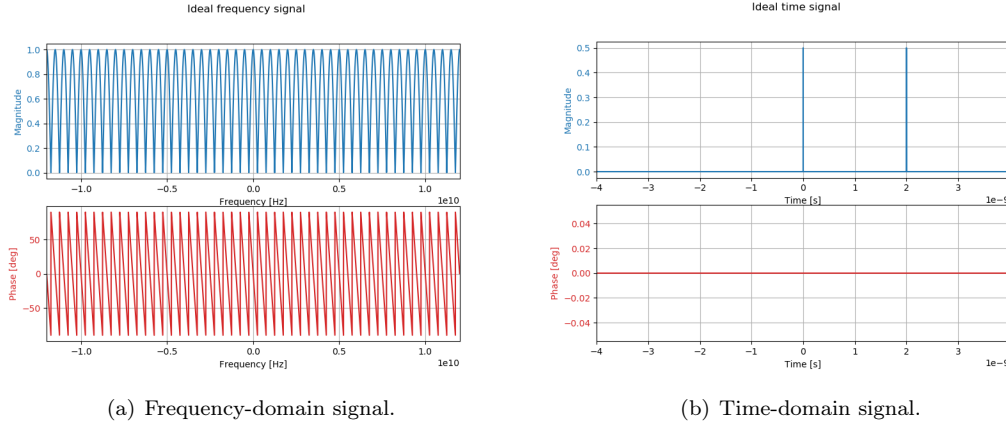 Ideal frequency signal
1.0
0.8
0.6
0.4
0.2
0.0
Magnitude
−1.0 −0.5 0.0 0.5 1.0
Frequency [Hz] 1e10
50
0
−50
Phase [deg]
−1.0 −0.5 0.0 0.5 1.0
Frequency [Hz] 1e10
(a) Frequency-domain signal.
Ideal time signal
0.5
0.4
0.3
0.2
0.1
0.0
Magnitude
−4 −3 −2 −1 0 1 2 3 4
Time [s] 1e−9
0.04
0.02
0.00
−0.02
−0.04
Phase [deg]
−4 −3 −2 −1 0 1 2 3 4
Time [s] 1e−9
(b) Time-domain signal.